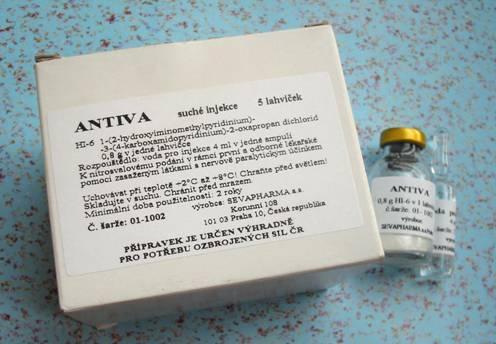 ANTIVA suché injekce 5 lahviček
HI-6 1-(2-hydroxyiminomethylpyridinium)-
-3-(4-karboxamidopyridinium)-2-oxapropan dichlorid
0,8 g v jedné lahvičce
Rozpouštědlo: voda pro injekce 4 ml v jedné ampuli
K nitrosvalovému podání v rámci první a odborné lékařské
pomoci zasaženým látkami s nervově paralytickým účinkem
Uchovávat při teplotě +2°C až +8°C! Chraňte před světlem!
Skladujte v suchu. Chránit před mrazem
Minimální doba použitelnosti: 2 roky
výrobce: SEVAPHARMA a.s.
Korunní 108
101 03 Praha 10, Česká republika
Č. šarže: 01-1002
PŘÍPRAVEK JE URČEN VÝHRADNĚ
PRO POTŘEBU OZBROJENÝCH SIL ČR
ANTIVA
0,8 g HI-6 v 1
č. šarže: 01-1002
výrobce:
SEVAPHARMA